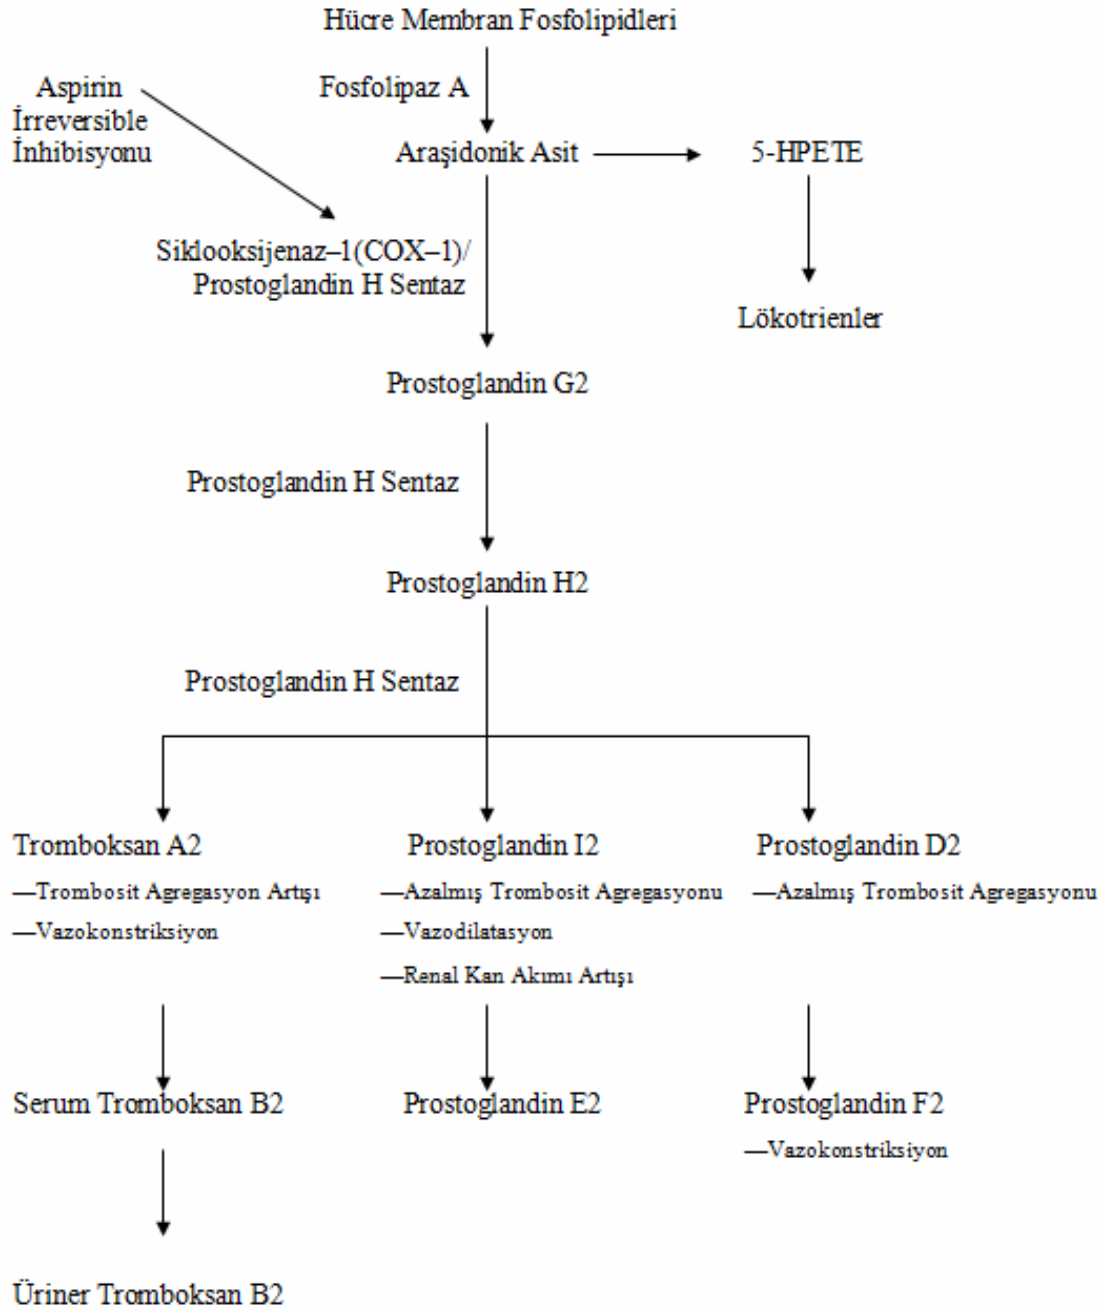 Hücre Membran Fosfolipidleri
Aspirin
İrreversible
İnhibisyonu
Fosfolipaz A
Araşidonik Asit
5-HPETE
Siklooksijenaz–1(COX–1)/
Prostoglandin H Sentaz
Lökotrienler
Prostoglandin G2
Prostoglandin H Sentaz
Prostoglandin H2
Prostoglandin H Sentaz
Tromboksan A2
—Trombosit Agregasyon Artışı
—Vazokonstriksiyon
Prostoglandin I2
—Azalmış Trombosit Agregasyonu
—Vazodilatasyon
—Renal Kan Akımı Artışı
Prostoglandin D2
—Azalmış Trombosit Agregasyonu
Serum Tromboksan B2
Prostoglandin E2
Prostoglandin F2
—Vazokonstriksiyon
Üriner Tromboksan B2